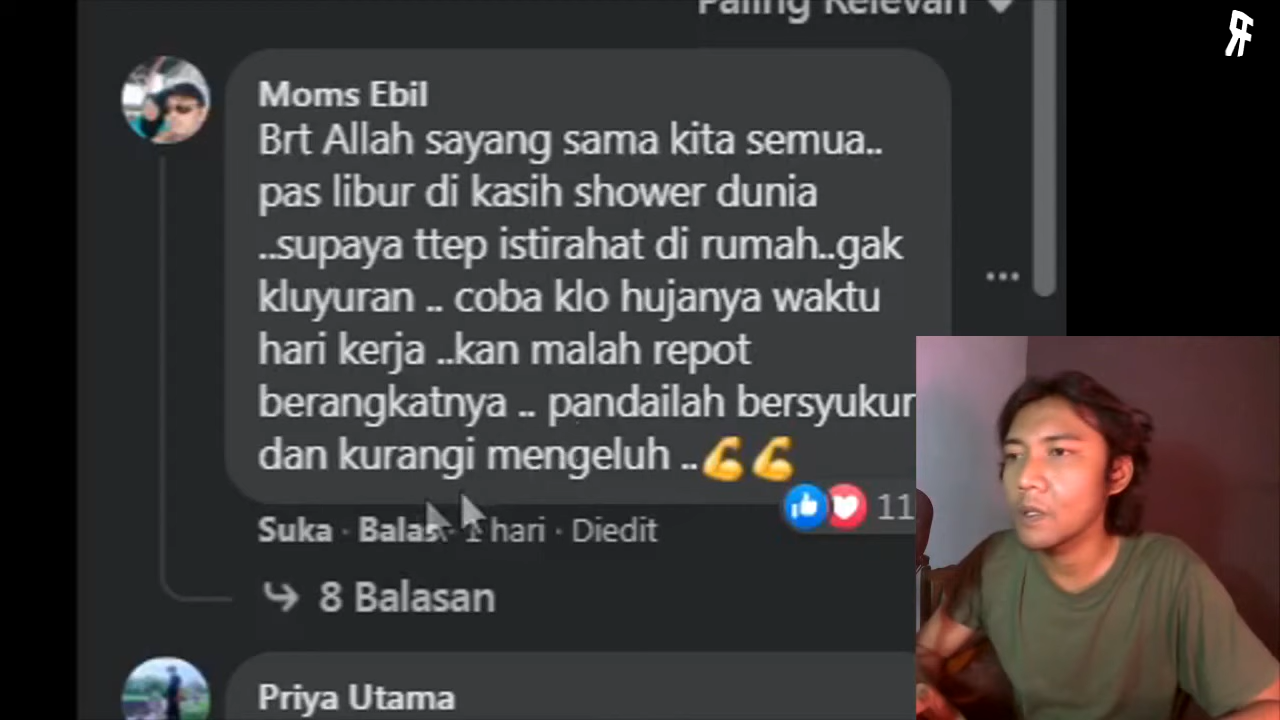 Paling Relevan
Moms Ebil
Brt Allah sayang sama kita semua..
pas libur di kasih shower dunia
..supaya ttep istirahat di rumah..gak
kluyuran .. coba klo hujanya waktu
hari kerja ..kan malah repot
berangkatnya .. pandailah bersyukur
dan kurangi mengeluh ..💪💪
11
Suka · Balas · 1 hari · Diedit
8 Balasan
Priya Utama